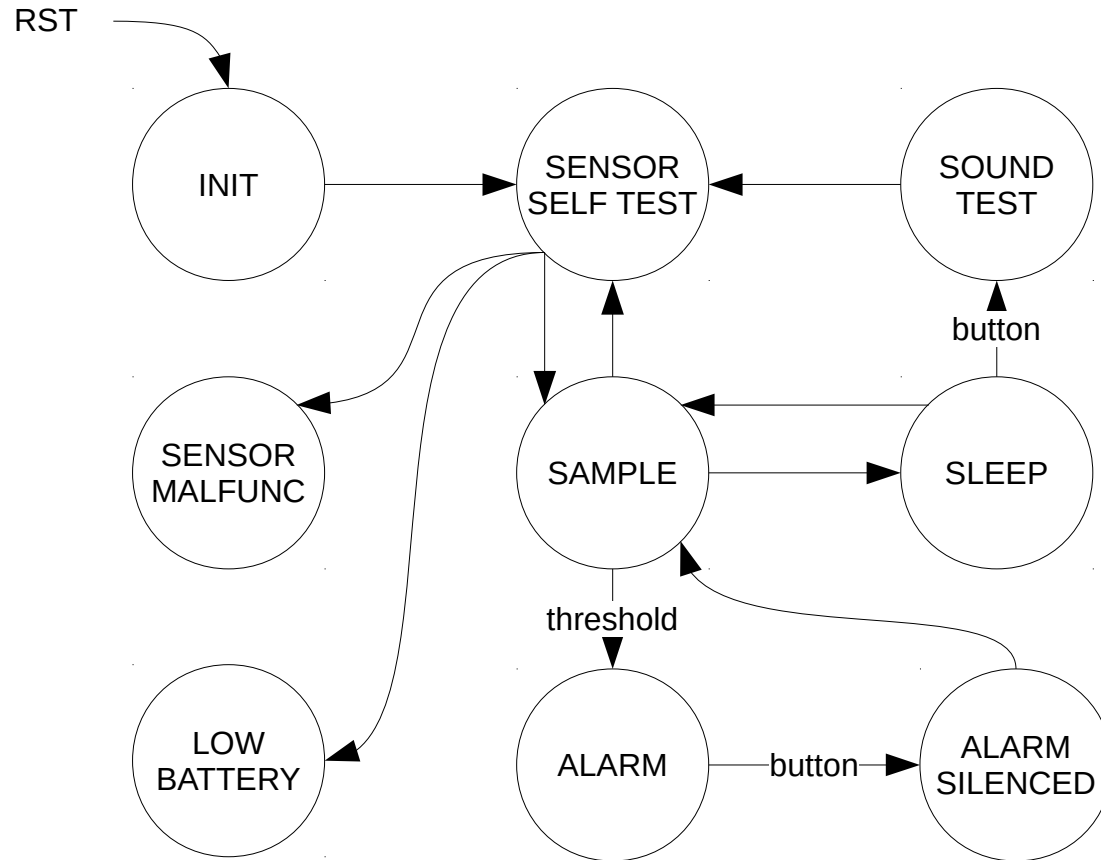 RST
INIT
SENSOR
SELF TEST
SOUND
TEST
button
SENSOR
MALFUNC
SAMPLE
SLEEP
threshold
LOW
BATTERY
ALARM
button
ALARM
SILENCED